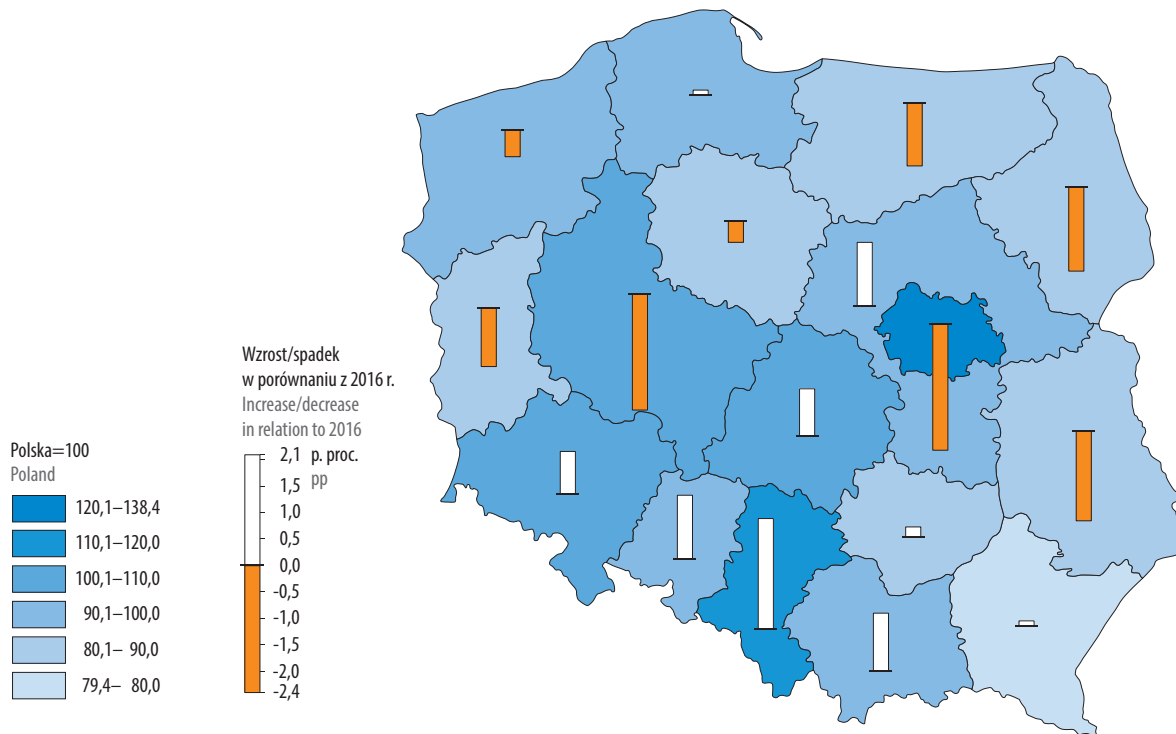 Wzrost/spadek
w porównaniu z 2016 r.
Increase/decrease
in relation to 2016
2,1 p. proc.
pp
1,5
1,0
0,5
0,0
-0,5
-1,0
-1,5
-2,0
-2,4
Polska=100
Poland
120,1–138,4
110,1–120,0
100,1–110,0
90,1–100,0
80,1– 90,0
79,4– 80,0